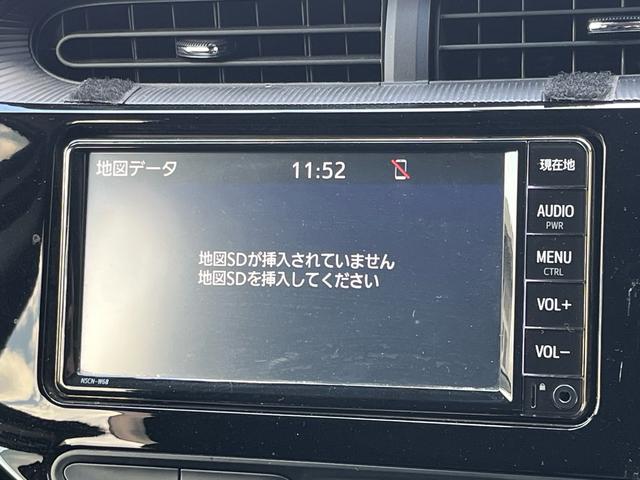 地図データ 11:52
現在地
AUDIO
PWR
地図SDが挿入されていません
地図SDを挿入してください
MENU
CTRL
VOL+
VOL−
NSCN-W68